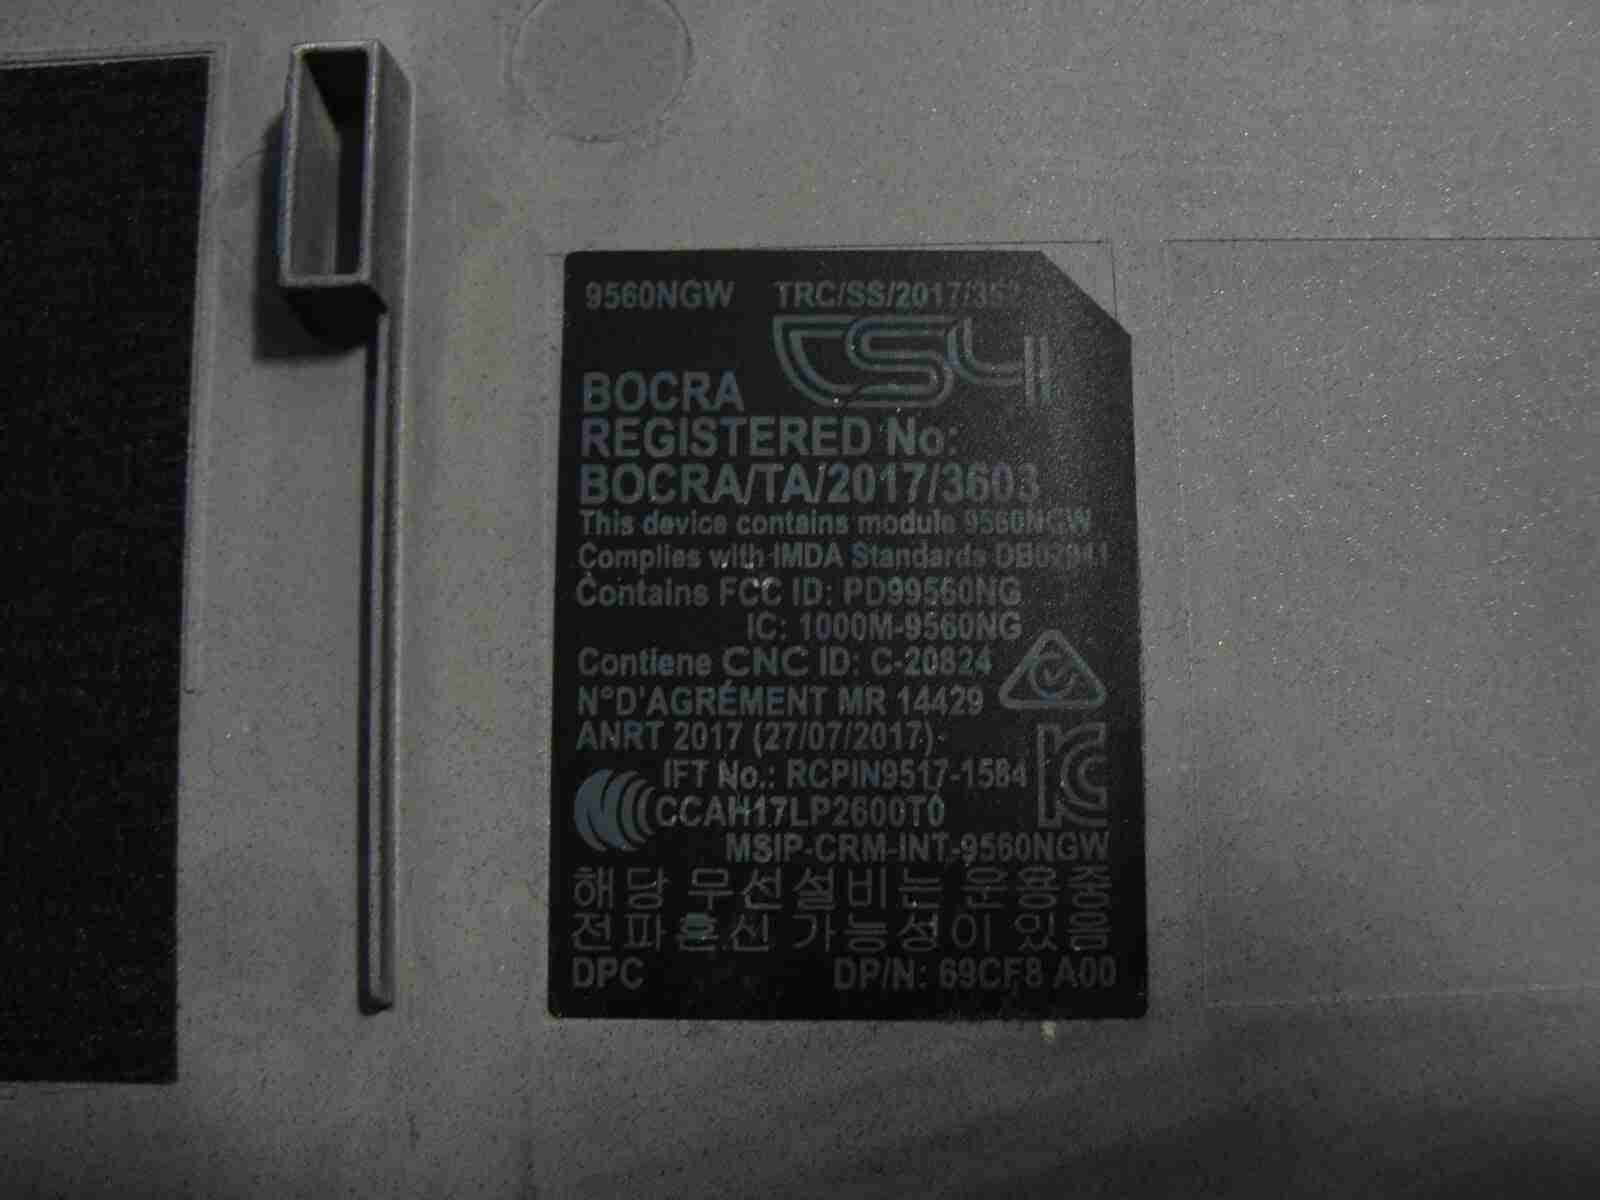 9560NGW TRC/SS/2017/352
BOCRA
REGISTERED No:
BOCRA/TA/2017/3603
This device contains module 9560NGW
Complies with IMDA Standards
Contains FCC ID: PD99560NG
IC: 1000M-9560NG
Contiene CNC ID: C-20824
N°D'AGRÉMENT MR 14429
ANRT 2017 (27/07/2017)
IFT No.: RCPIN9517-1584
CCAH17LP2600T0
MSIP-CRM-INT-9560NGW
해당 무선설비는 운용중
전파혼신 가능성이 있음
DPC DP/N: 69CF8 A00